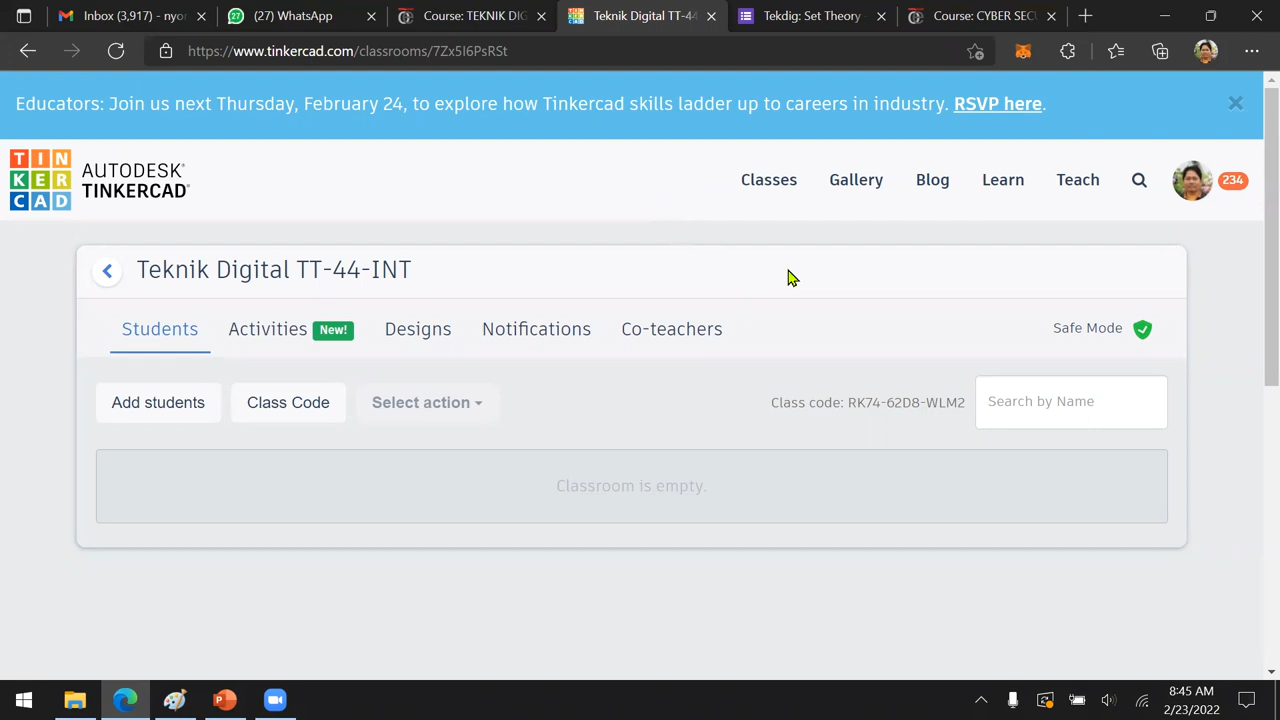 Inbox (3,917) - nyor
(27) WhatsApp
Course: TEKNIK DIG
Teknik Digital TT-44
Tekdig: Set Theory
Course: CYBER SECU
https://www.tinkercad.com/classrooms/7Zx5I6PsRSt
Educators: Join us next Thursday, February 24, to explore how Tinkercad skills ladder up to careers in industry. RSVP here.
TIN
KER
CAD
AUTODESK®
TINKERCAD®
Classes
Gallery
Blog
Learn
Teach
234
Teknik Digital TT-44-INT
Students
Activities
New!
Designs
Notifications
Co-teachers
Safe Mode
Add students
Class Code
Select action
Class code: RK74-62D8-WLM2
Search by Name
Classroom is empty.
8:45 AM
2/23/2022